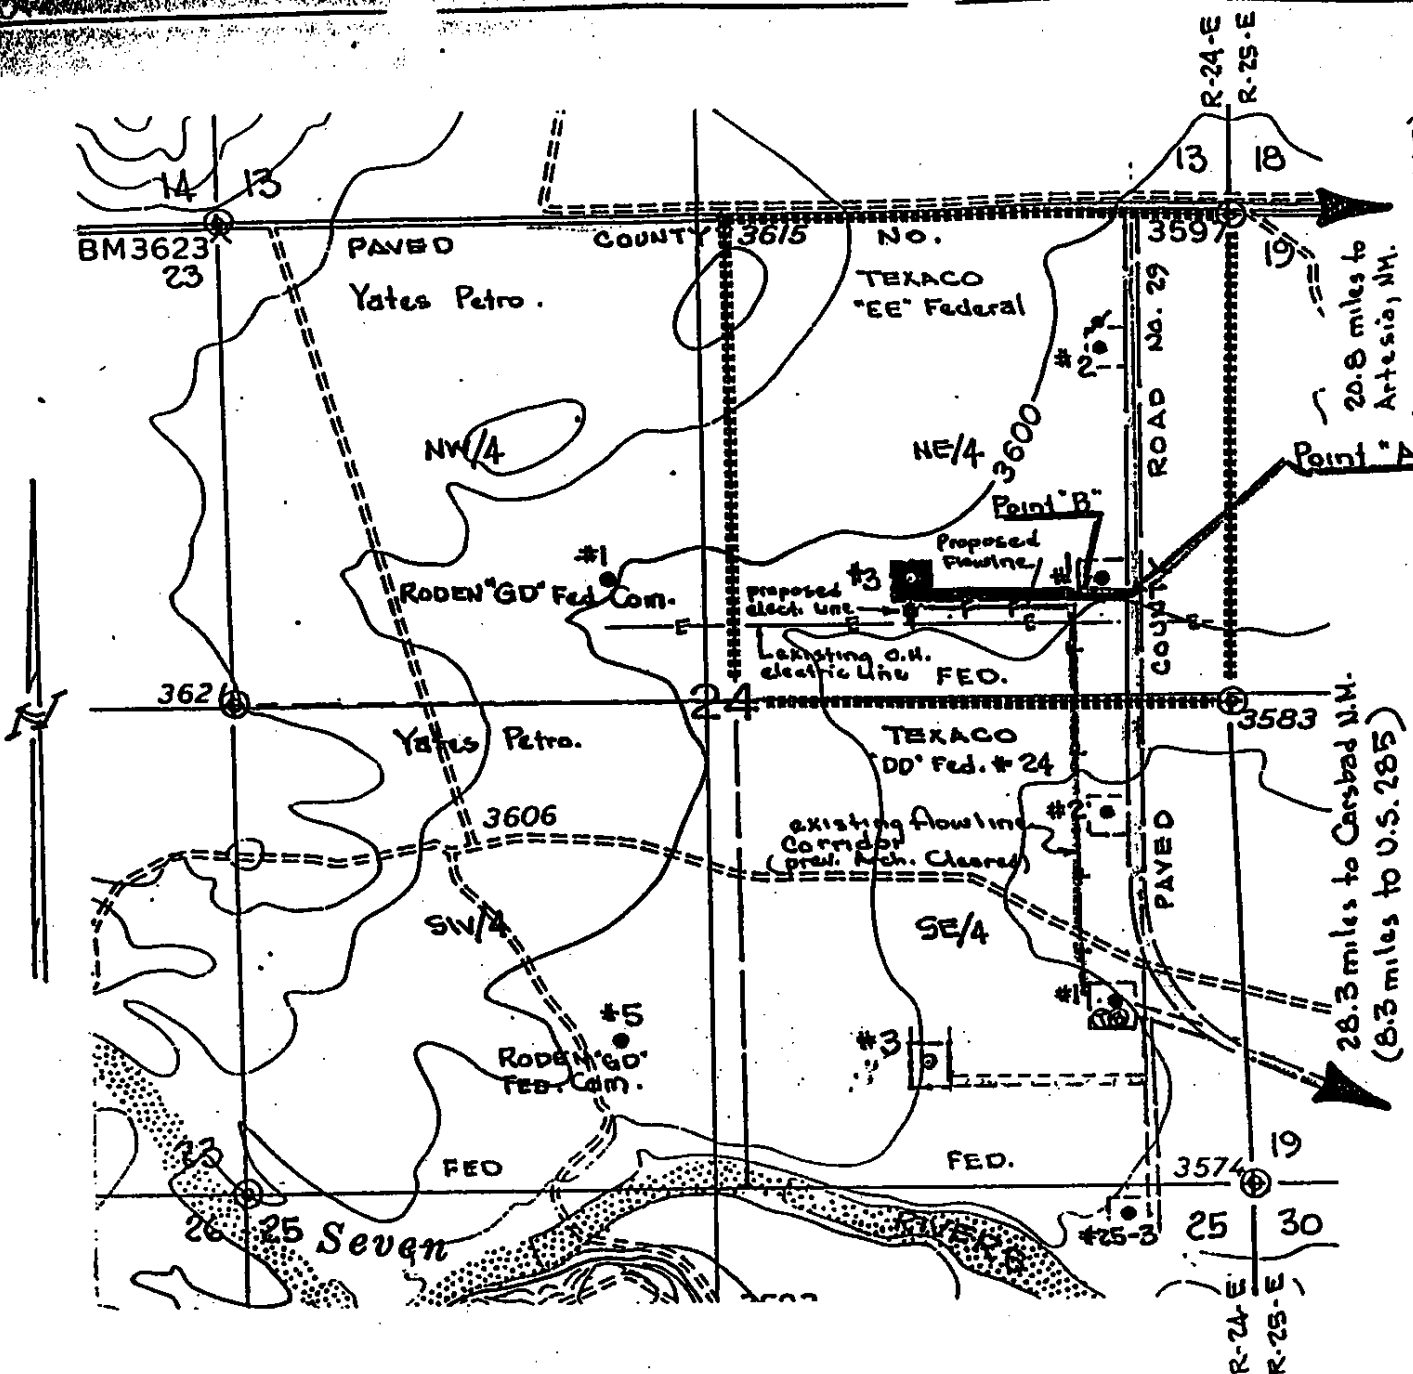 R-24-E
R-25-E
14 13
13 18
BM3623
23
PAVED
COUNTY
3615
NO.
3597
19
Yates Petro.
TEXACO
"EE" Federal
#2
ROAD No. 29
20.8 miles to
Artesia, NM.
NW/4
NE/4
3600
Point "A
Point "B"
#1
RODEN "GD" Fed Com.
#3
Proposed
Flowline
#1
proposed
elect. line
E E E E
existing O.H.
electric line
FED.
COUNTY
N
3621
24
3583
Yates Petro.
TEXACO
"DD" Fed. #24
3606
#2
existing flowline
Corridor
(prev. Arch. Cleared)
PAVED
28.3 miles to Carsbad N.M.
(8.3 miles to U.S. 285)
SW/4
SE/4
#1
#5
RODEN "GD"
FED. Com.
#3
23
FED
FED.
3574
19
26 25
Seven
RIVERS
#25-3
25 30
R-24-E
R-25-E